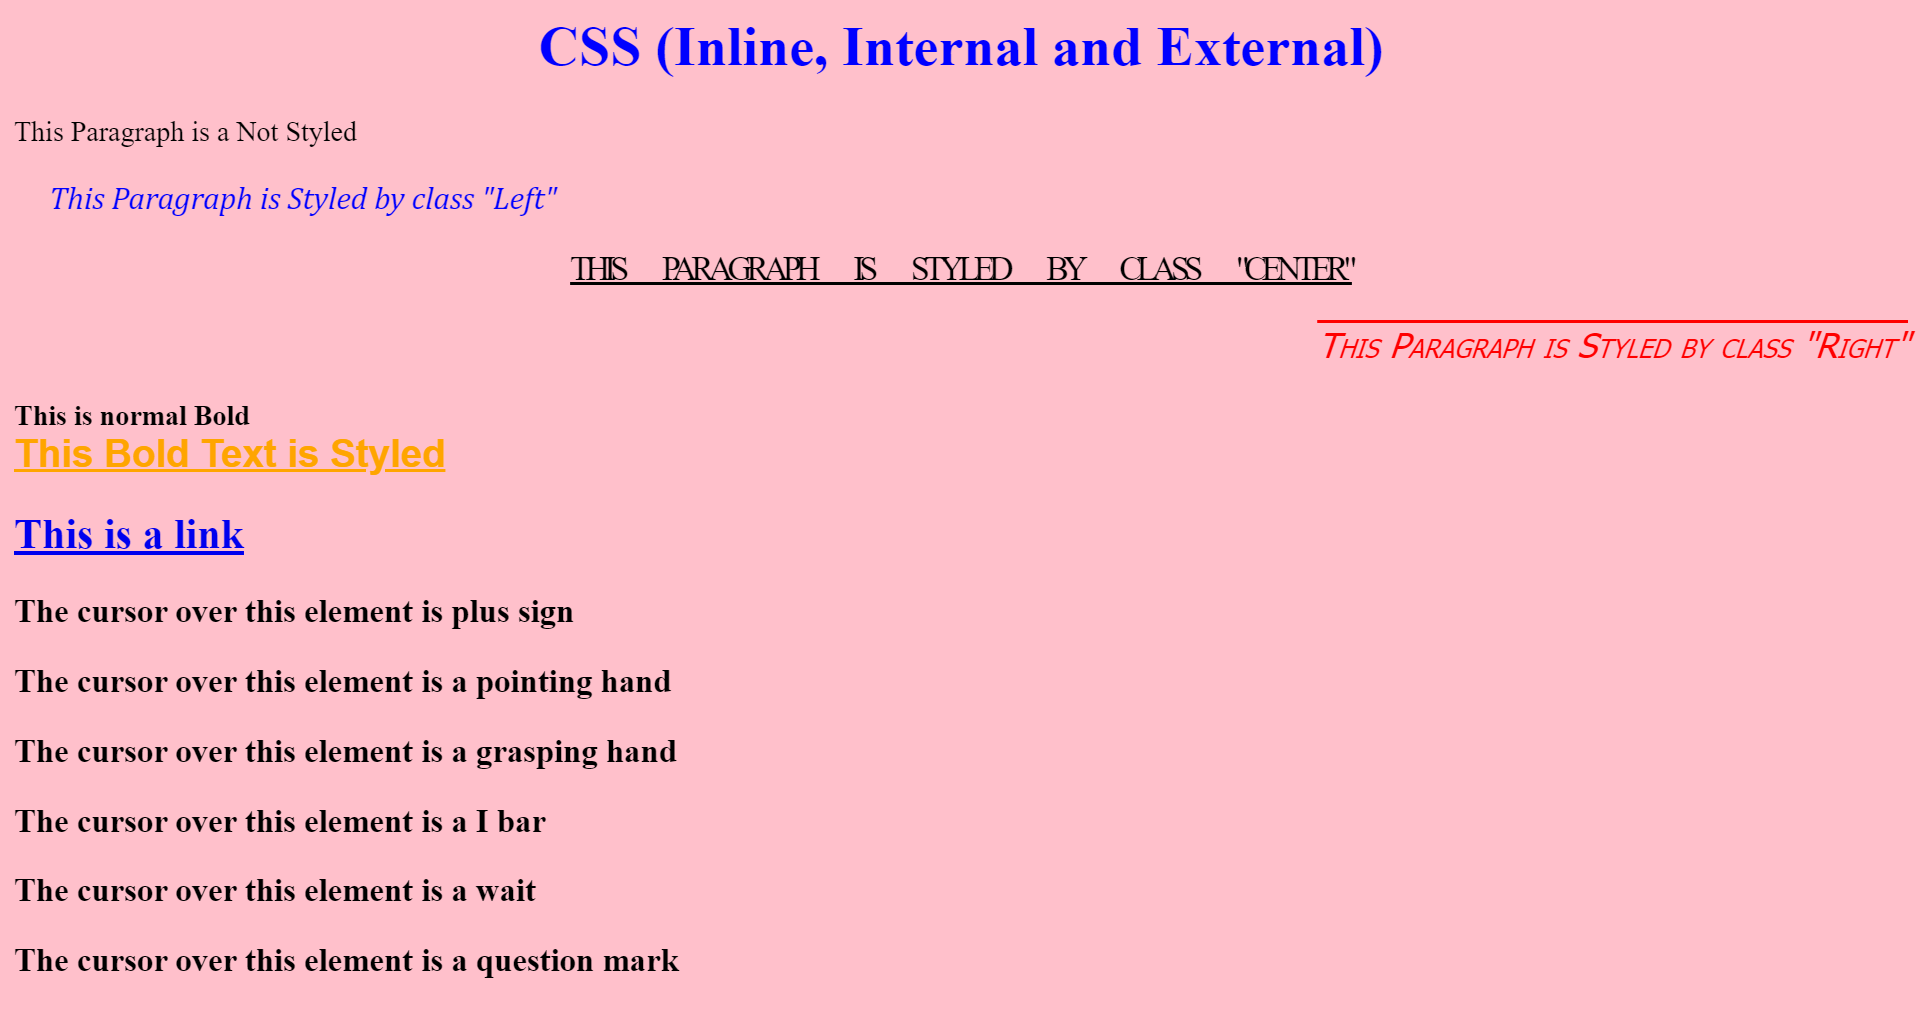 CSS (Inline, Internal and External)
This Paragraph is a Not Styled
This Paragraph is Styled by class "Left"
THIS PARAGRAPH IS STYLED BY CLASS "CENTER"
This Paragraph is Styled by class "Right"
This is normal Bold
This Bold Text is Styled
This is a link
The cursor over this element is plus sign
The cursor over this element is a pointing hand
The cursor over this element is a grasping hand
The cursor over this element is a I bar
The cursor over this element is a wait
The cursor over this element is a question mark